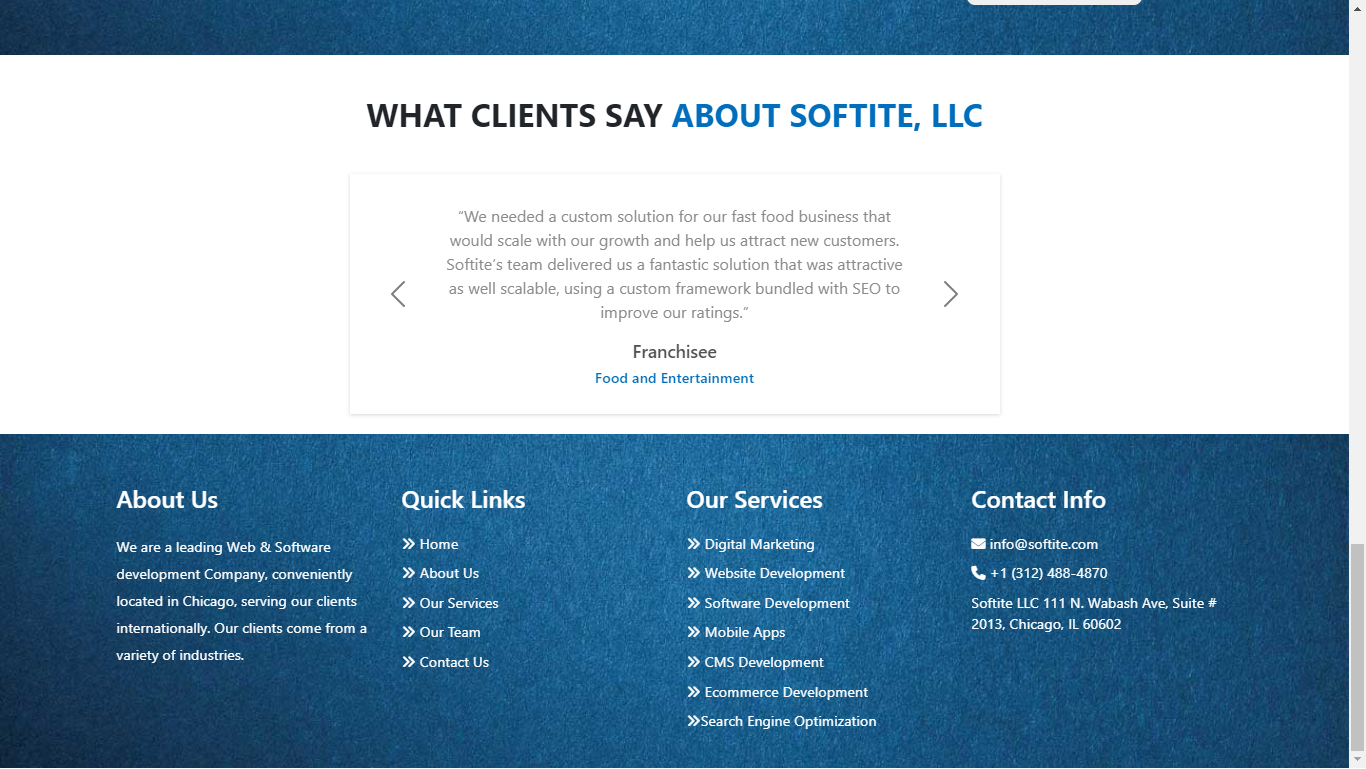 WHAT CLIENTS SAY ABOUT SOFTITE, LLC
“We needed a custom solution for our fast food business that
would scale with our growth and help us attract new customers.
Softite’s team delivered us a fantastic solution that was attractive
as well scalable, using a custom framework bundled with SEO to
improve our ratings.”
Franchisee
Food and Entertainment
About Us
We are a leading Web & Software
development Company, conveniently
located in Chicago, serving our clients
internationally. Our clients come from a
variety of industries.
Quick Links
Home
About Us
Our Services
Our Team
Contact Us
Our Services
Digital Marketing
Website Development
Software Development
Mobile Apps
CMS Development
Ecommerce Development
Search Engine Optimization
Contact Info
info@softite.com
+1 (312) 488-4870
Softite LLC 111 N. Wabash Ave, Suite #
2013, Chicago, IL 60602